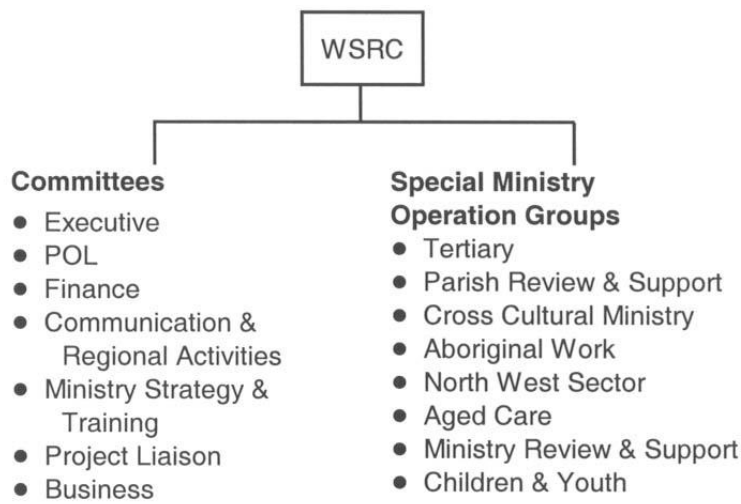 WSRC
Committees
● Executive
● POL
● Finance
● Communication &
Regional Activities
● Ministry Strategy &
Training
● Project Liaison
● Business
Special Ministry
Operation Groups
● Tertiary
● Parish Review & Support
● Cross Cultural Ministry
● Aboriginal Work
● North West Sector
● Aged Care
● Ministry Review & Support
● Children & Youth